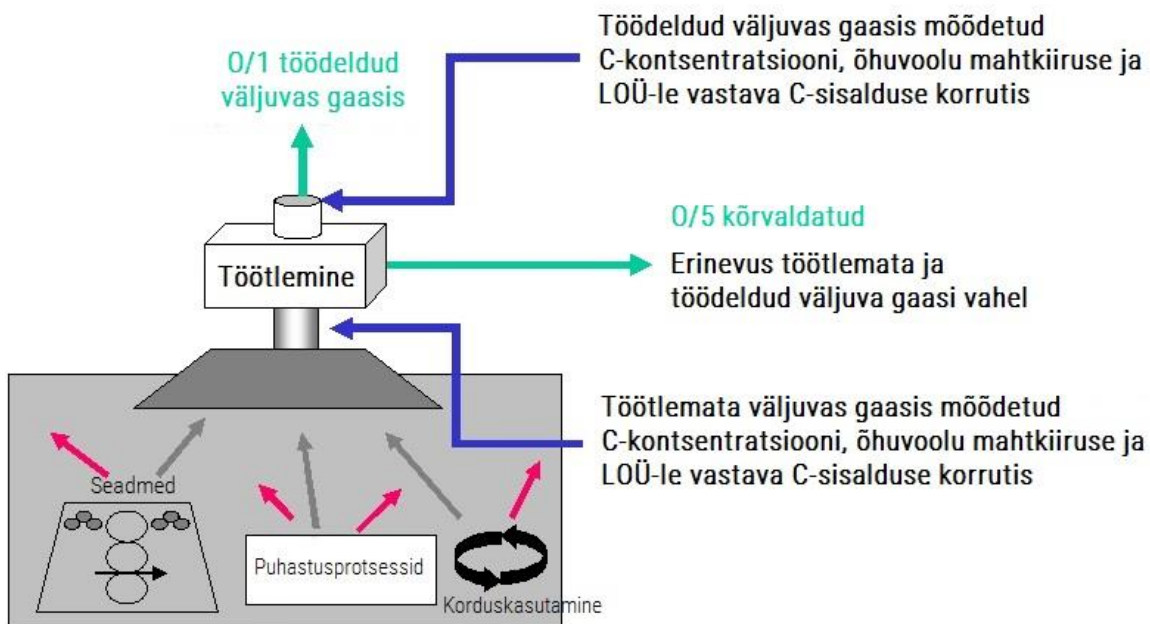 Töödeldud väljuvas gaasis mõõdetud
C-kontsentratsiooni, õhuvoolu mahtkiiruse ja
LOÜ-le vastava C-sisalduse korrutis
O/1 töödeldud
väljuvas gaasis
O/5 kõrvaldatud
Töötlemine
Erinevus töötlemata ja
töödeldud väljuva gaasi vahel
Töötlemata väljuvas gaasis mõõdetud
C-kontsentratsiooni, õhuvoolu mahtkiiruse ja
LOÜ-le vastava C-sisalduse korrutis
Seadmed
Puhastusprotsessid
Korduskasutamine